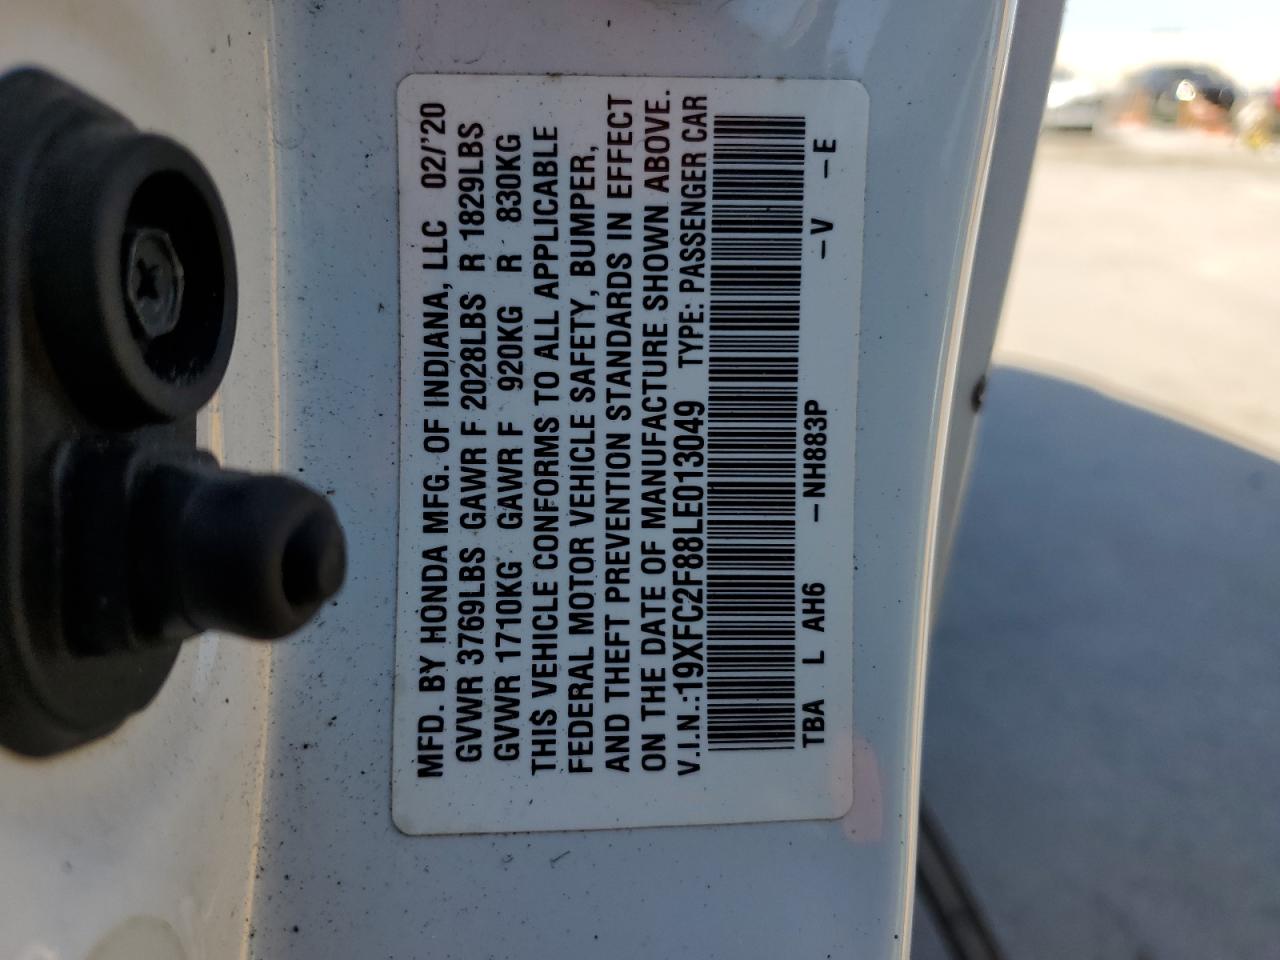 MFD. BY HONDA MFG. OF INDIANA, LLC 02/'20
GVWR 3769LBS GAWR F 2028LBS R 1829LBS
GVWR 1710KG GAWR F 920KG R 830KG
THIS VEHICLE CONFORMS TO ALL APPLICABLE
FEDERAL MOTOR VEHICLE SAFETY, BUMPER,
AND THEFT PREVENTION STANDARDS IN EFFECT
ON THE DATE OF MANUFACTURE SHOWN ABOVE.
V.I.N.:19XFC2F88LE013049 TYPE: PASSENGER CAR
TBA L AH6 -NH883P -V -E